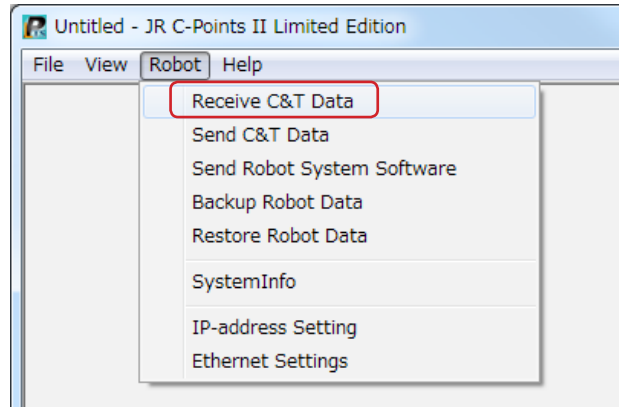 Untitled - JR C-Points II Limited Edition
File View Robot Help
Receive C&T Data
Send C&T Data
Send Robot System Software
Backup Robot Data
Restore Robot Data
SystemInfo
IP-address Setting
Ethernet Settings